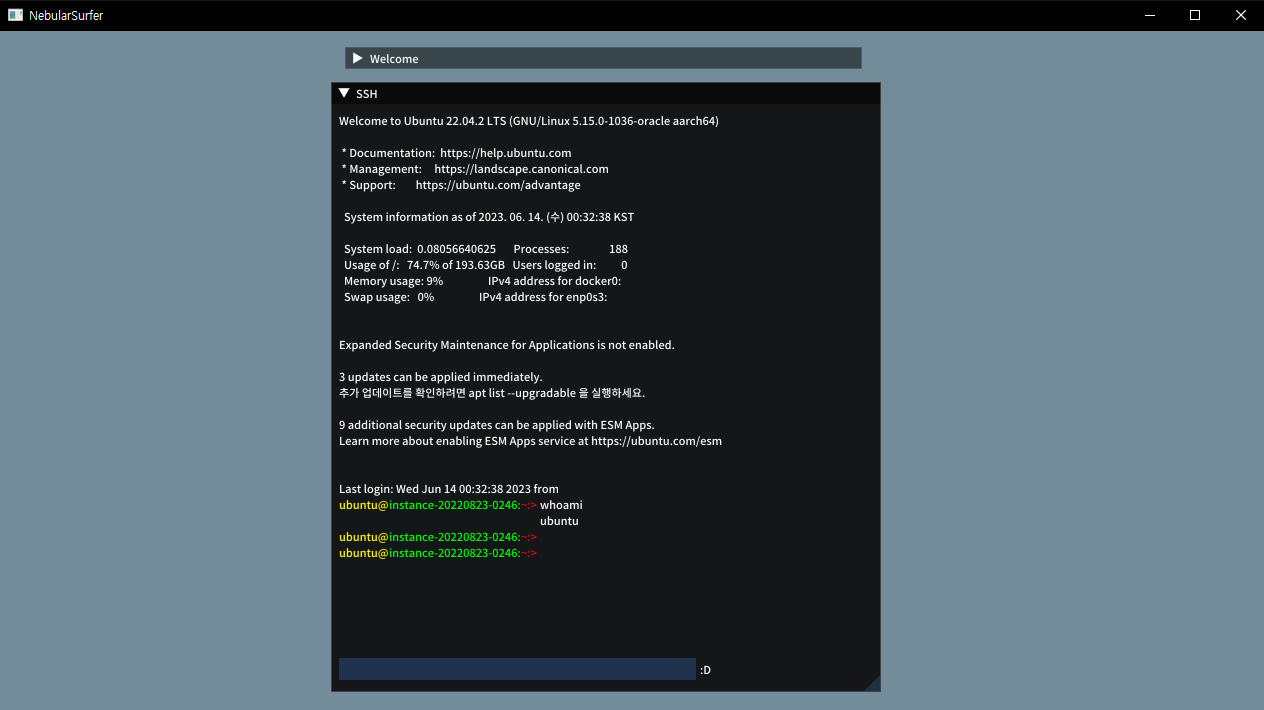 NebularSurfer
Welcome
SSH
Welcome to Ubuntu 22.04.2 LTS (GNU/Linux 5.15.0-1036-oracle aarch64)
* Documentation: https://help.ubuntu.com
* Management: https://landscape.canonical.com
* Support: https://ubuntu.com/advantage
System information as of 2023. 06. 14. (수) 00:32:38 KST
System load: 0.08056640625 Processes: 188
Usage of /: 74.7% of 193.63GB Users logged in: 0
Memory usage: 9% IPv4 address for docker0:
Swap usage: 0% IPv4 address for enp0s3:
Expanded Security Maintenance for Applications is not enabled.
3 updates can be applied immediately.
추가 업데이트를 확인하려면 apt list --upgradable 을 실행하세요.
9 additional security updates can be applied with ESM Apps.
Learn more about enabling ESM Apps service at https://ubuntu.com/esm
Last login: Wed Jun 14 00:32:38 2023 from
ubuntu@instance-20220823-0246:~:> whoami
ubuntu
ubuntu@instance-20220823-0246:~:>
ubuntu@instance-20220823-0246:~:>
:D